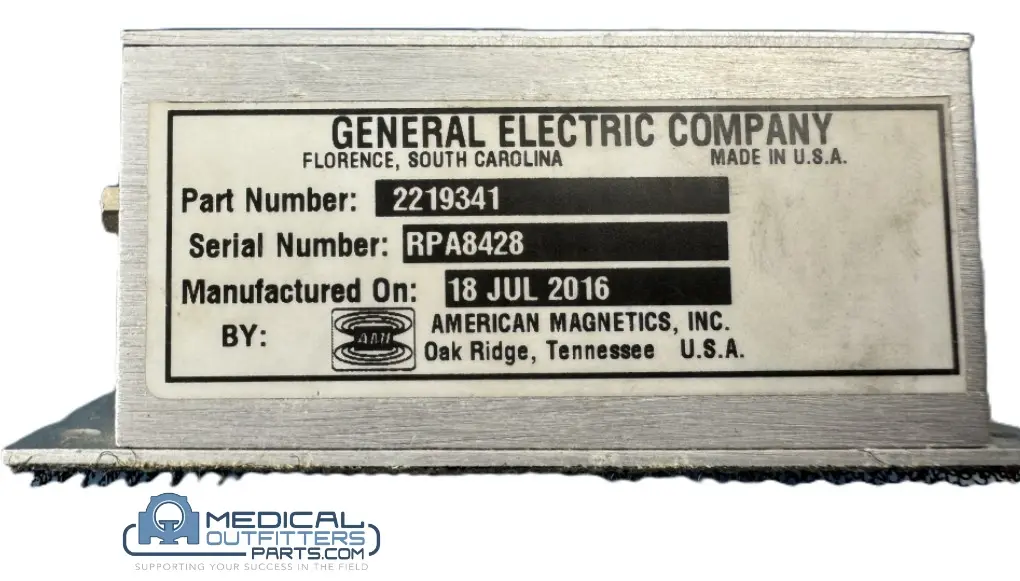 GENERAL ELECTRIC COMPANY
FLORENCE, SOUTH CAROLINA MADE IN U.S.A.
Part Number: 2219341
Serial Number: RPA8428
Manufactured On: 18 JUL 2016
BY: AMERICAN MAGNETICS, INC.
Oak Ridge, Tennessee U.S.A.
MEDICAL
OUTFITTERS
PARTS.COM
SUPPORTING YOUR SUCCESS IN THE FIELD